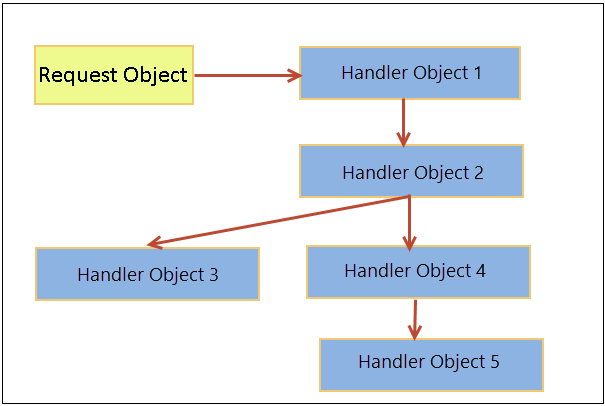 Request Object
Handler Object 1
Handler Object 2
Handler Object 3
Handler Object 4
Handler Object 5